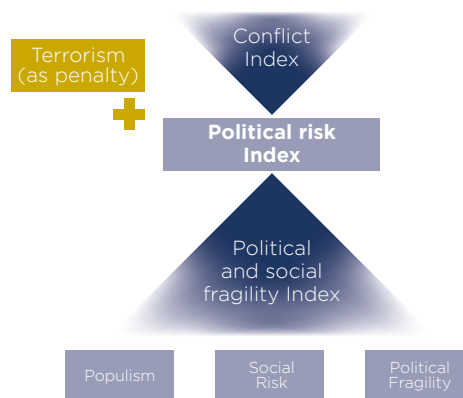 Conflict
Index
Terrorism
(as penalty)
Political risk
Index
Political
and social
fragility Index
Populism
Social
Risk
Political
Fragility